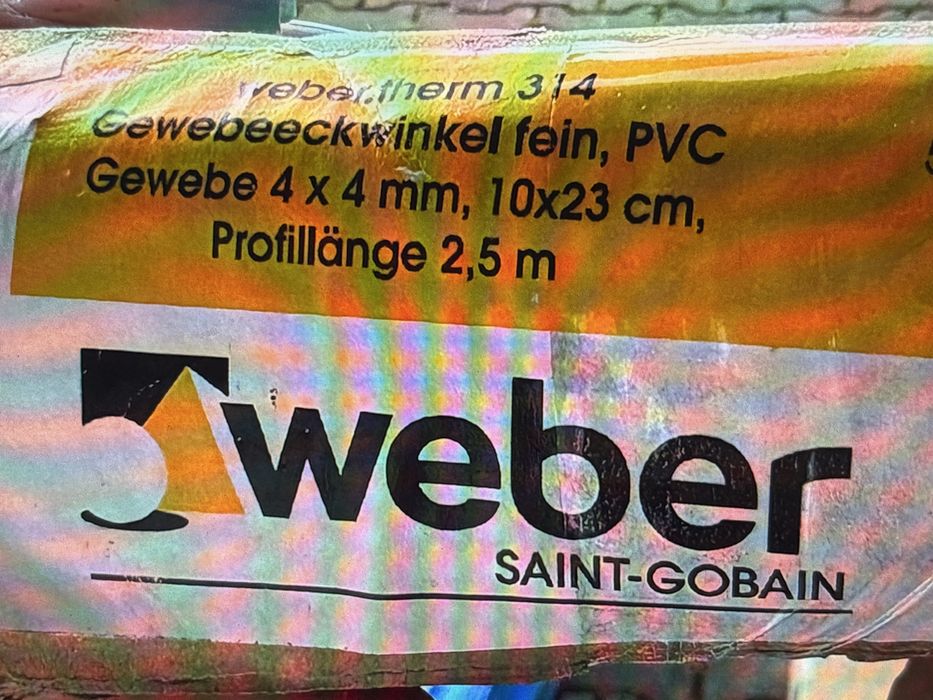 weber.therm 314
Gewebeeckwinkel fein, PVC
Gewebe 4 x 4 mm, 10x23 cm,
Profillänge 2,5 m
weber
SAINT-GOBAIN